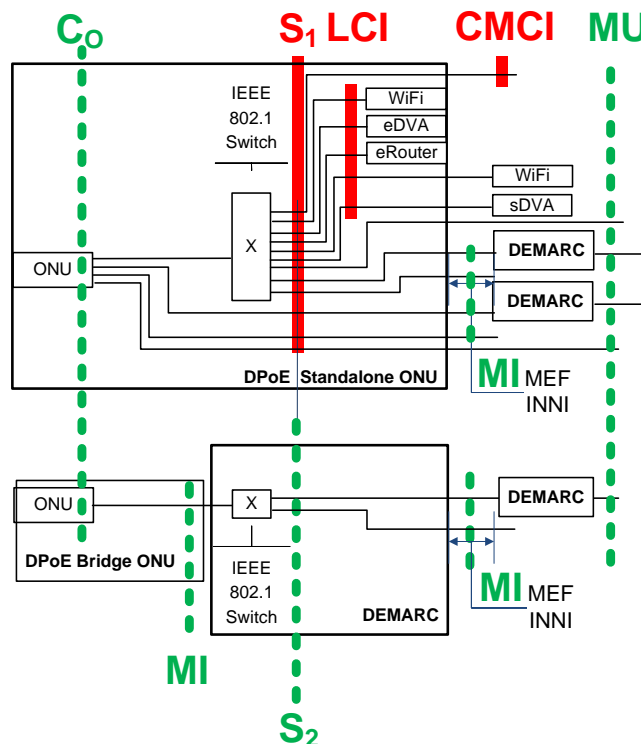 CO S1 LCI CMCI MU
IEEE
802.1
Switch
WiFi
eDVA
eRouter
WiFi
sDVA
X
ONU
DEMARC
DEMARC
DPoE Standalone ONU
MI MEF
INNI
ONU
X
DEMARC
DPoE Bridge ONU
IEEE
802.1
Switch
DEMARC
MI MEF
INNI
MI
S2